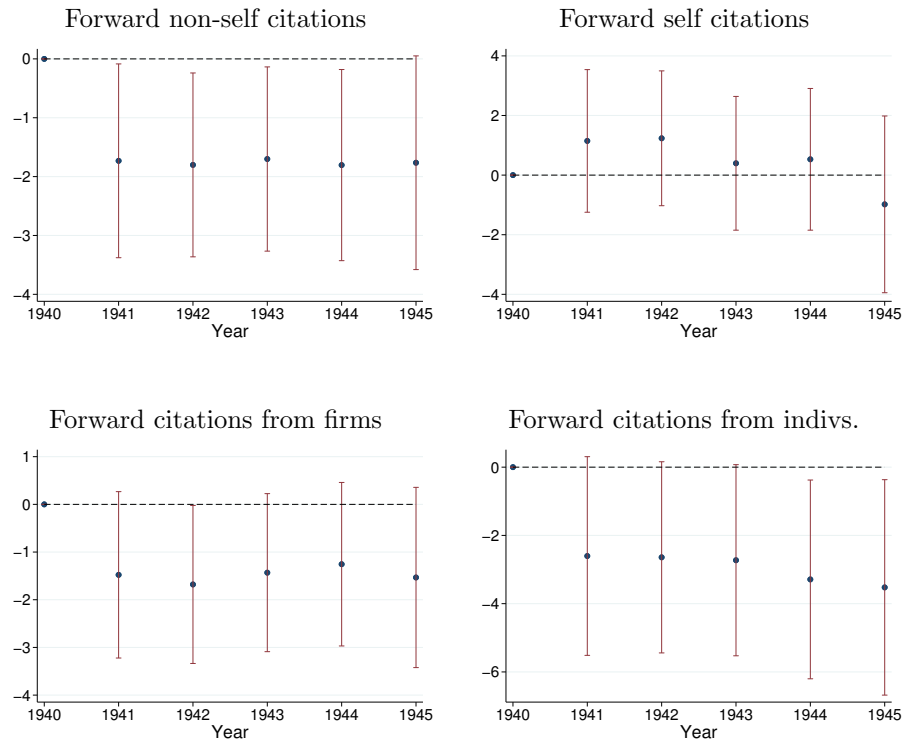 Forward non-self citations
0
−1
−2
−3
−4
1940 1941 1942 1943 1944 1945
Year
Forward self citations
4
2
0
−2
−4
1940 1941 1942 1943 1944 1945
Year
Forward citations from firms
1
0
−1
−2
−3
−4
1940 1941 1942 1943 1944 1945
Year
Forward citations from indivs.
0
−2
−4
−6
1940 1941 1942 1943 1944 1945
Year